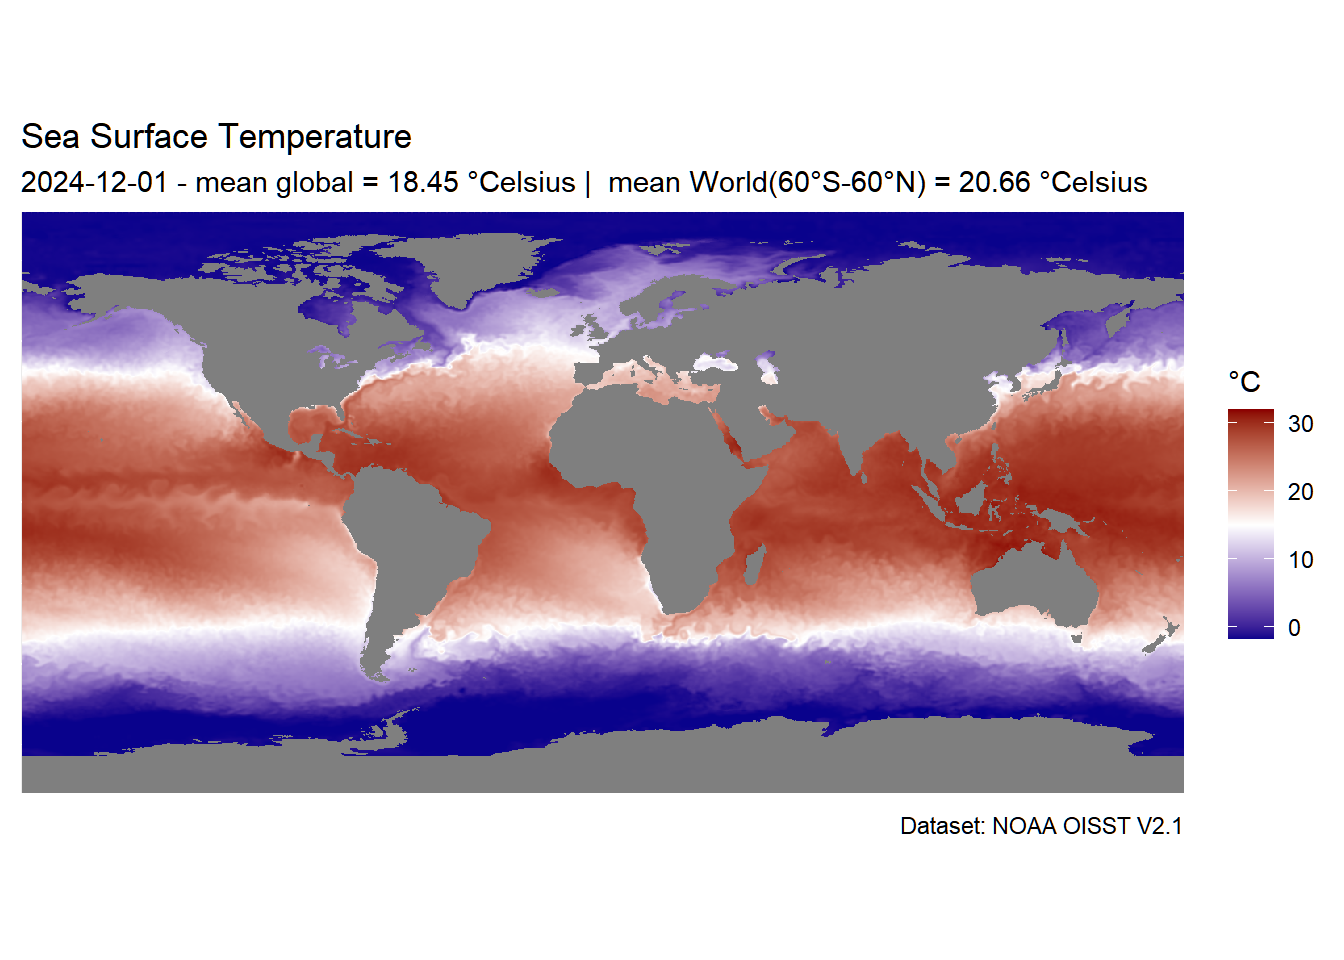 Sea Surface Temperature
2024-12-01 - mean global = 18.45 °Celsius |  mean World(60°S-60°N) = 20.66 °Celsius
°C
30
20
10
0
Dataset: NOAA OISST V2.1